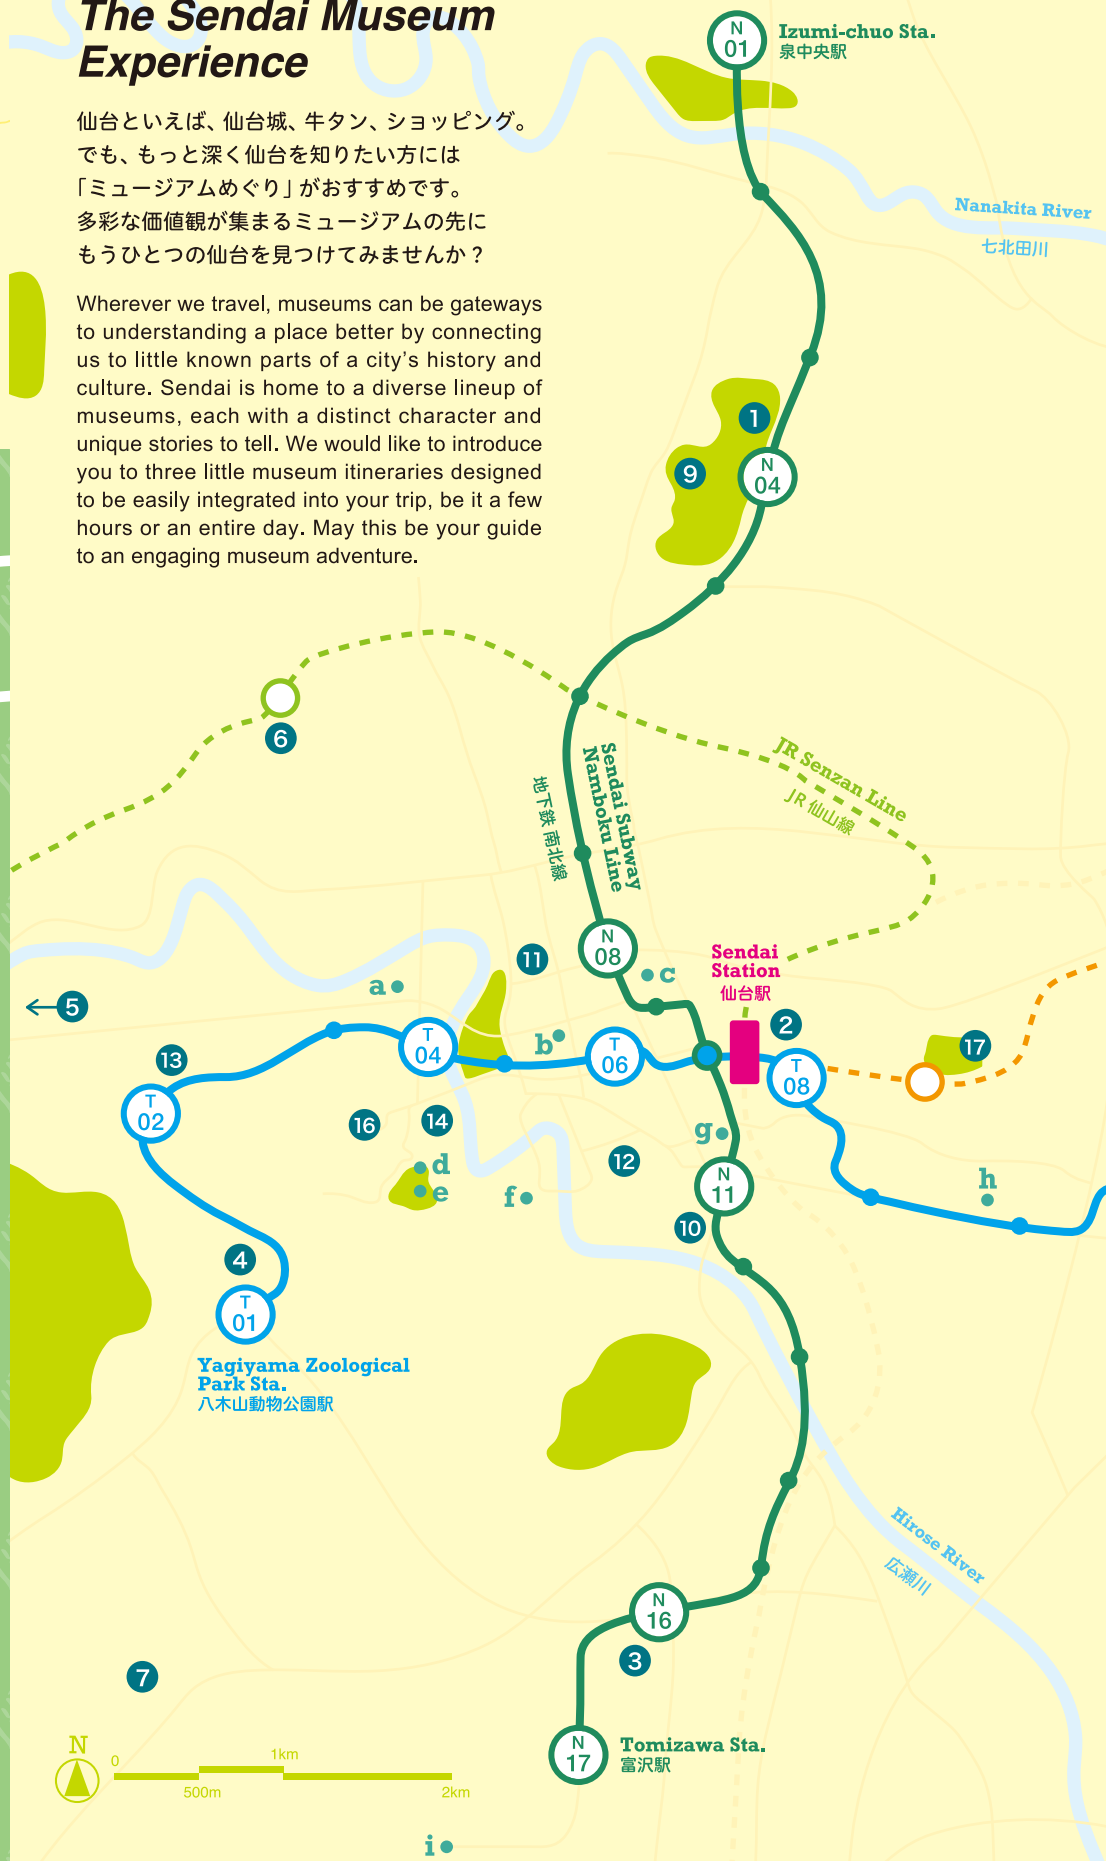 The Sendai Museum
Experience
仙台といえば、仙台城、牛タン、ショッピング。
でも、もっと深く仙台を知りたい方には
「ミュージアムめぐり」がおすすめです。
多彩な価値観が集まるミュージアムの先に
もうひとつの仙台を見つけてみませんか？
Wherever we travel, museums can be gateways
to understanding a place better by connecting
us to little known parts of a city's history and
culture. Sendai is home to a diverse lineup of
museums, each with a distinct character and
unique stories to tell. We would like to introduce
you to three little museum itineraries designed
to be easily integrated into your trip, be it a few
hours or an entire day. May this be your guide
to an engaging museum adventure.
N
01
Izumi-chuo Sta.
泉中央駅
Nanakita River
七北田川
1
9
N
04
6
JR Senzan Line
JR 仙山線
Sendai Subway
Namboku Line
地下鉄 南北線
N
08
11
c
a
Sendai
Station
仙台駅
5
2
b
T
04
T
06
17
13
T
08
T
02
16
14
g
12
d
e
f
N
11
h
10
4
T
01
Yagiyama Zoological
Park Sta.
八木山動物公園駅
Hirose River
広瀬川
N
16
3
7
N
17
Tomizawa Sta.
富沢駅
N
0
1km
500m
2km
i